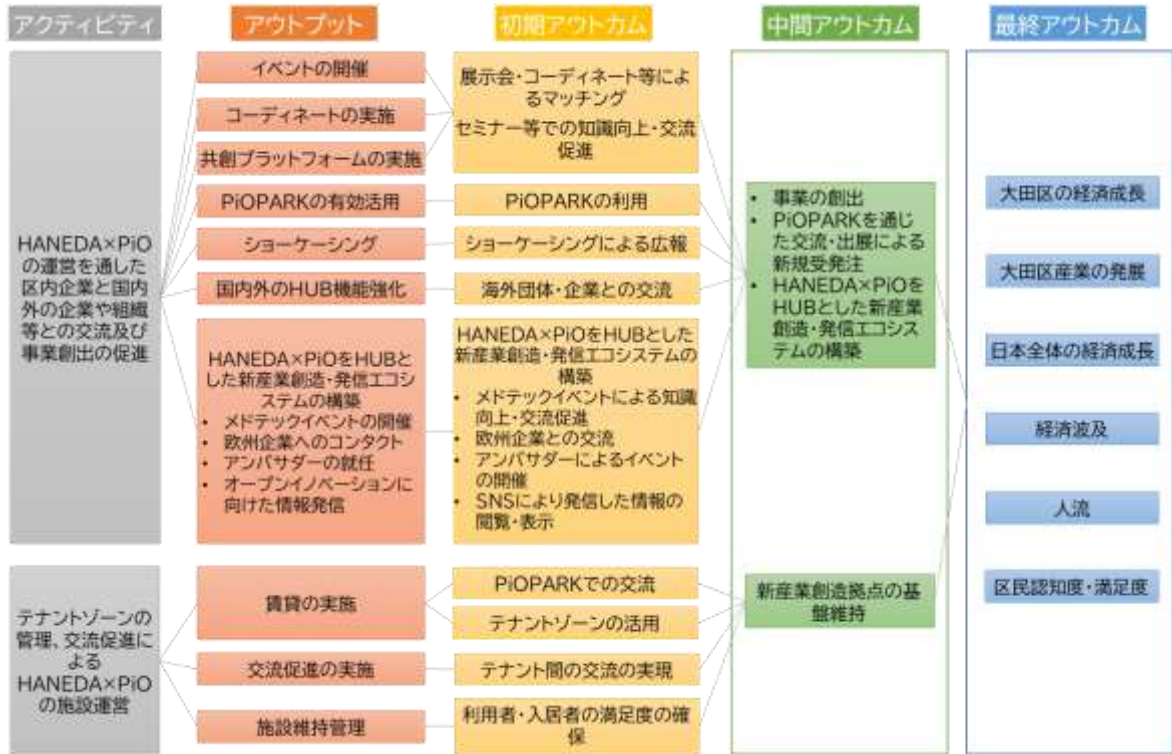 アクティビティ
アウトプット
初期アウトカム
中間アウトカム
最終アウトカム
HANEDA×PiO
の運営を通した
区内企業と国内
外の企業や組織
等との交流及び
事業創出の促進
イベントの開催
コーディネートの実施
共創プラットフォームの実施
PiOPARKの有効活用
ショーケーシング
国内外のHUB機能強化
HANEDA×PiOをHUBと
した新産業創造・発信エコシ
ステムの構築
• メドテックイベントの開催
• 欧州企業へのコンタクト
• アンバサダーの就任
• オープンイノベーションに
向けた情報発信
展示会・コーディネート等によ
るマッチング
セミナー等での知識向上・交流
促進
PiOPARKの利用
ショーケーシングによる広報
海外団体・企業との交流
HANEDA×PiOをHUBとした
新産業創造・発信エコシステムの
構築
• メドテックイベントによる知識
向上・交流促進
• 欧州企業との交流
• アンバサダーによるイベント
の開催
• SNSにより発信した情報の
閲覧・表示
• 事業の創出
• PiOPARKを通じ
た交流・出展による
新規受発注
• HANEDA×PiOを
HUBとした新産業
創造・発信エコシス
テムの構築
大田区の経済成長
大田区産業の発展
日本全体の経済成長
経済波及
人流
区民認知度・満足度
テナントゾーンの
管理、交流促進に
よる
HANEDA×PiO
の施設運営
賃貸の実施
交流促進の実施
施設維持管理
PiOPARKでの交流
テナントゾーンの活用
テナント間の交流の実現
利用者・入居者の満足度の確
保
新産業創造拠点の基
盤維持